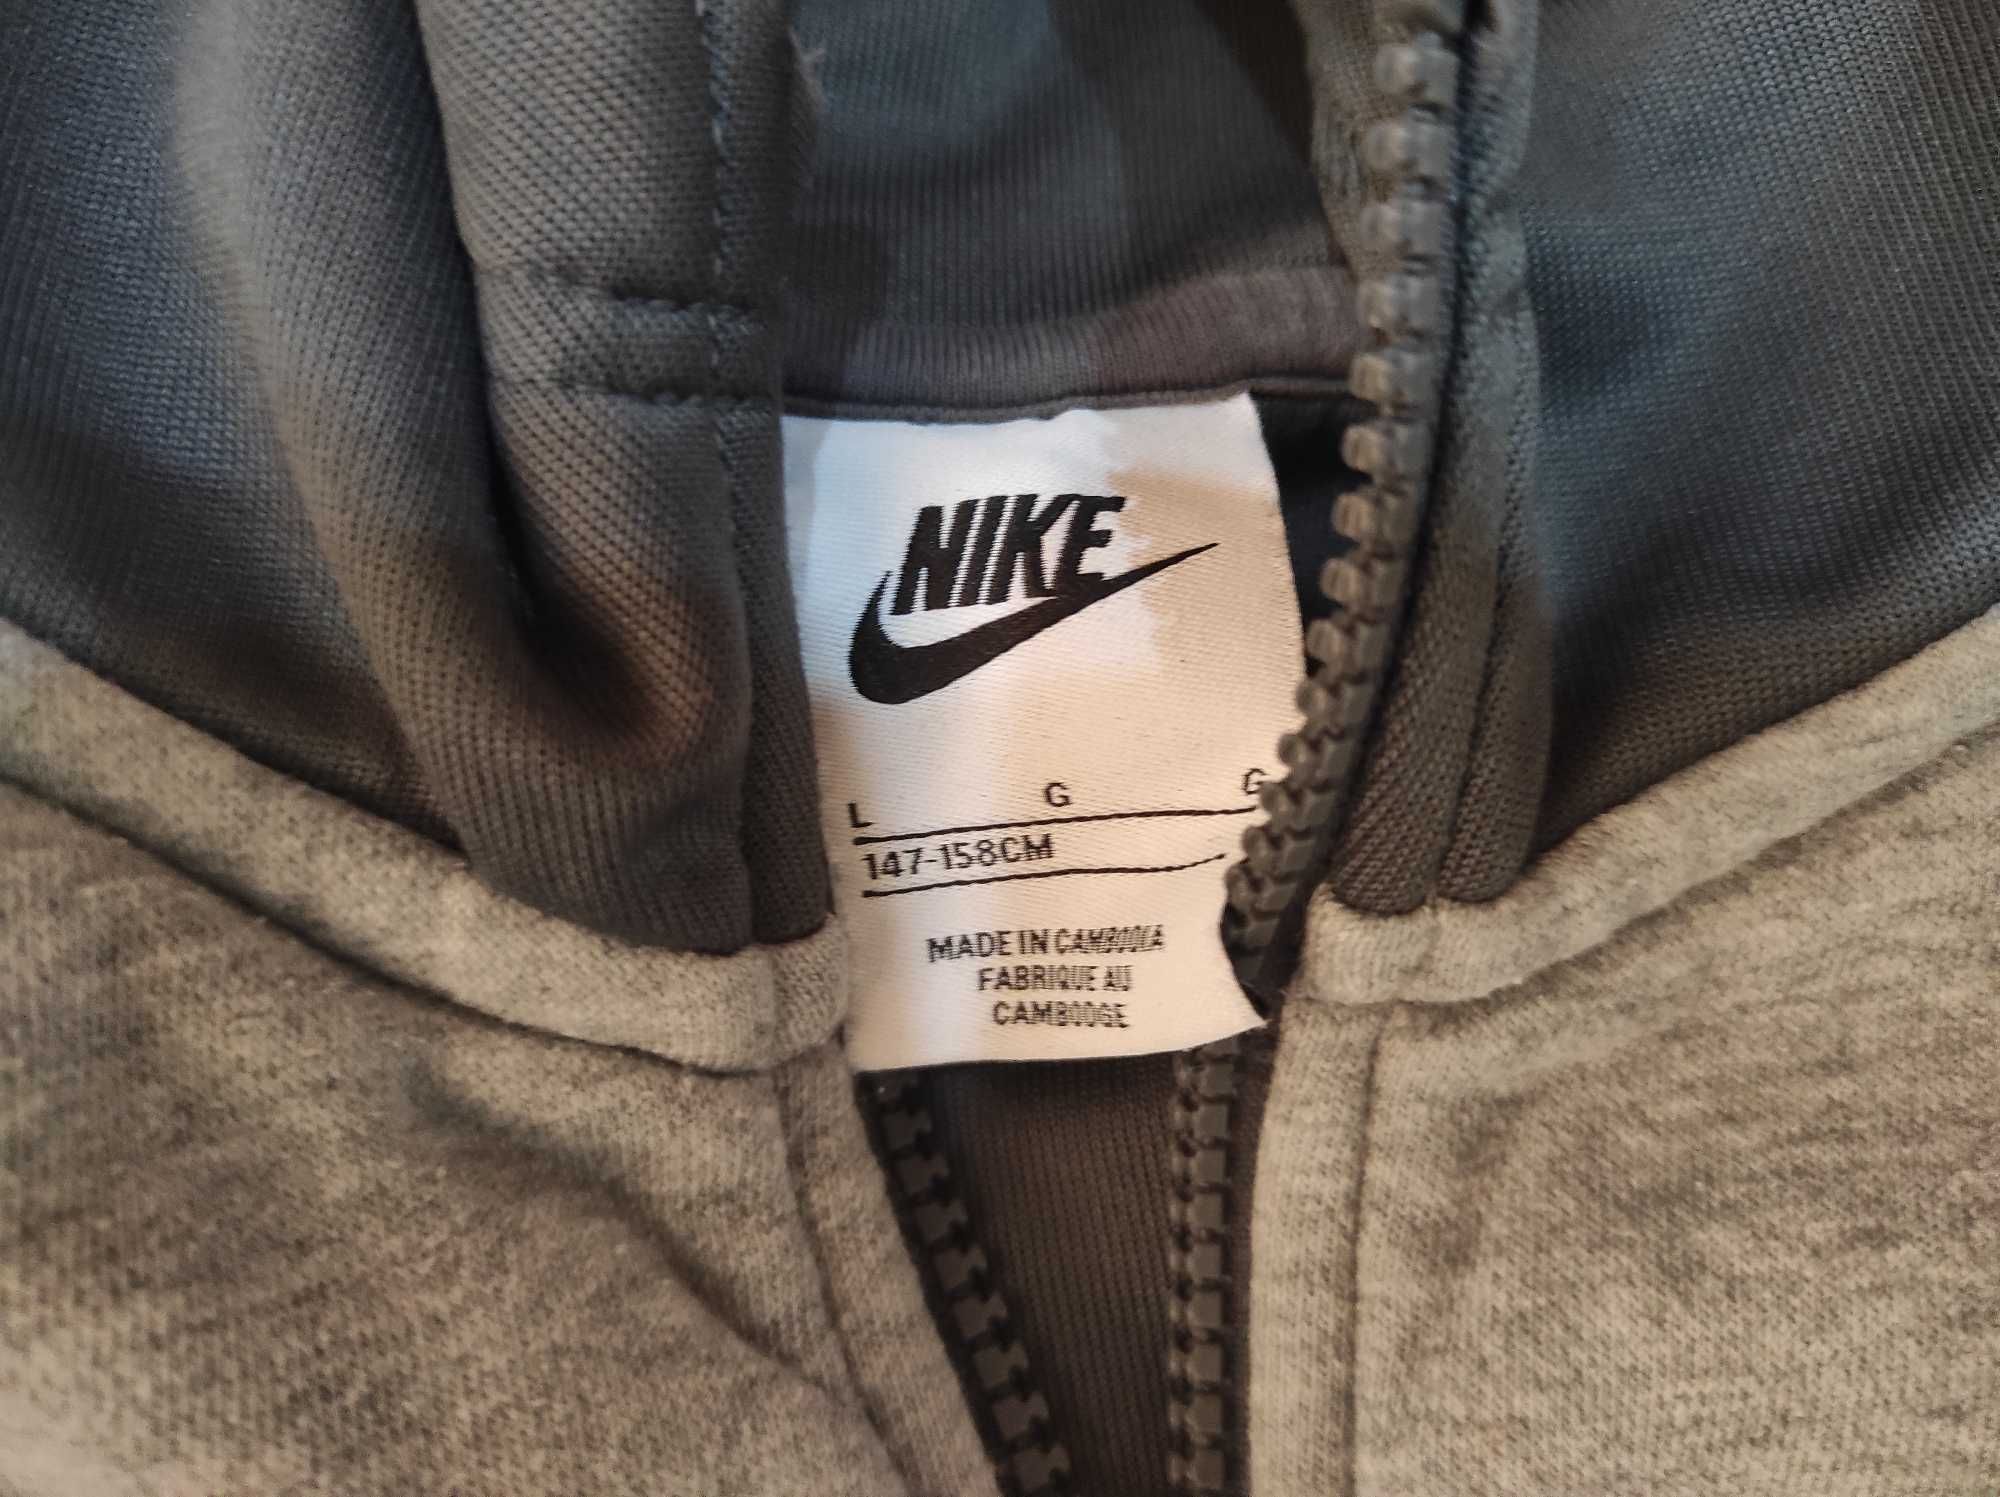 NIKE
L G G
147-158CM
MADE IN CAMBODIA
FABRIQUE AU
CAMBODGE